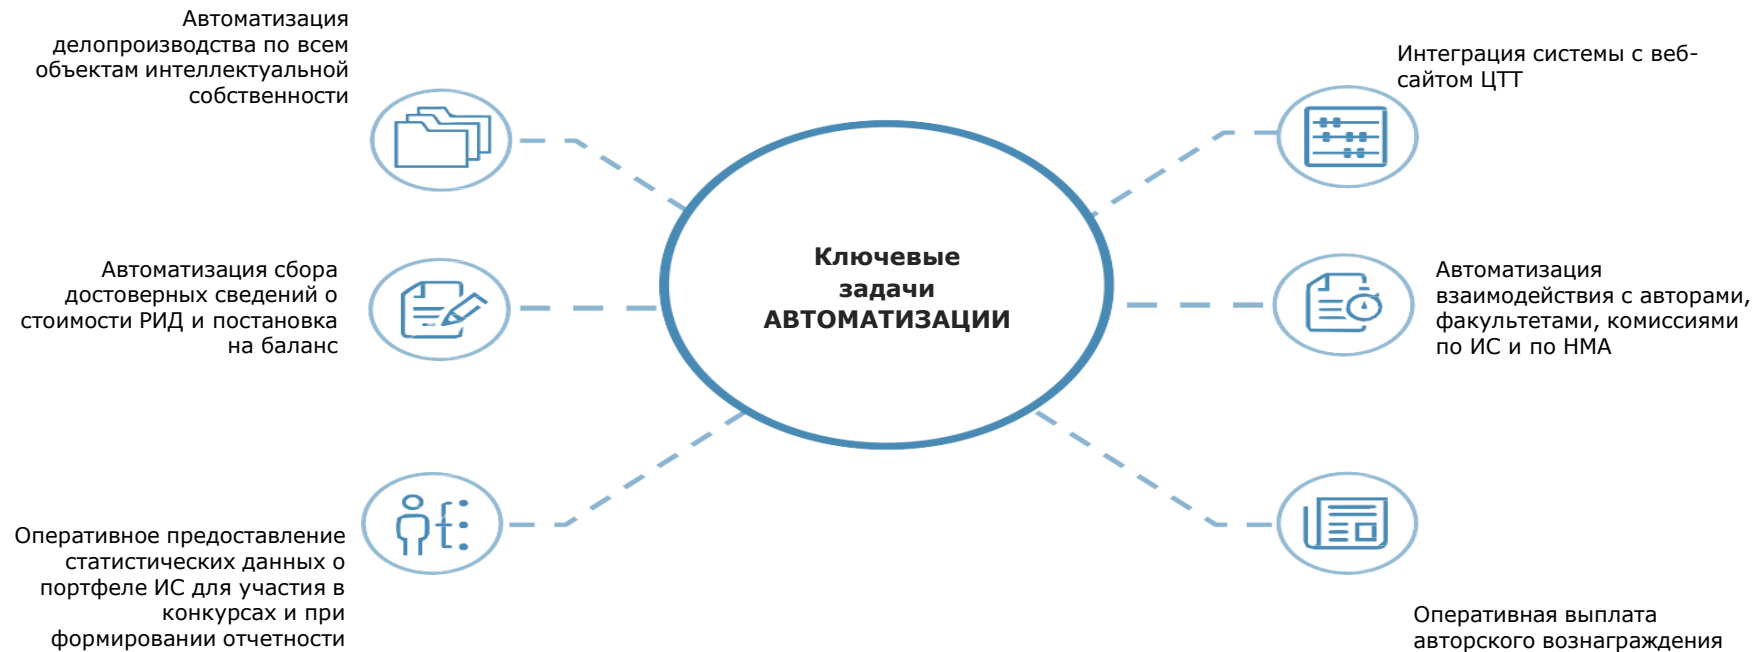 Автоматизация
делопроизводства по всем
объектам интеллектуальной
собственности
Автоматизация сбора
достоверных сведений о
стоимости РИД и постановка
на баланс
Оперативное предоставление
статистических данных о
портфеле ИС для участия в
конкурсах и при
формировании отчетности
Ключевые
задачи
АВТОМАТИЗАЦИИ
Интеграция системы с веб-
сайтом ЦТТ
Автоматизация
взаимодействия с авторами,
факультетами, комиссиями
по ИС и по НМА
Оперативная выплата
авторского вознаграждения